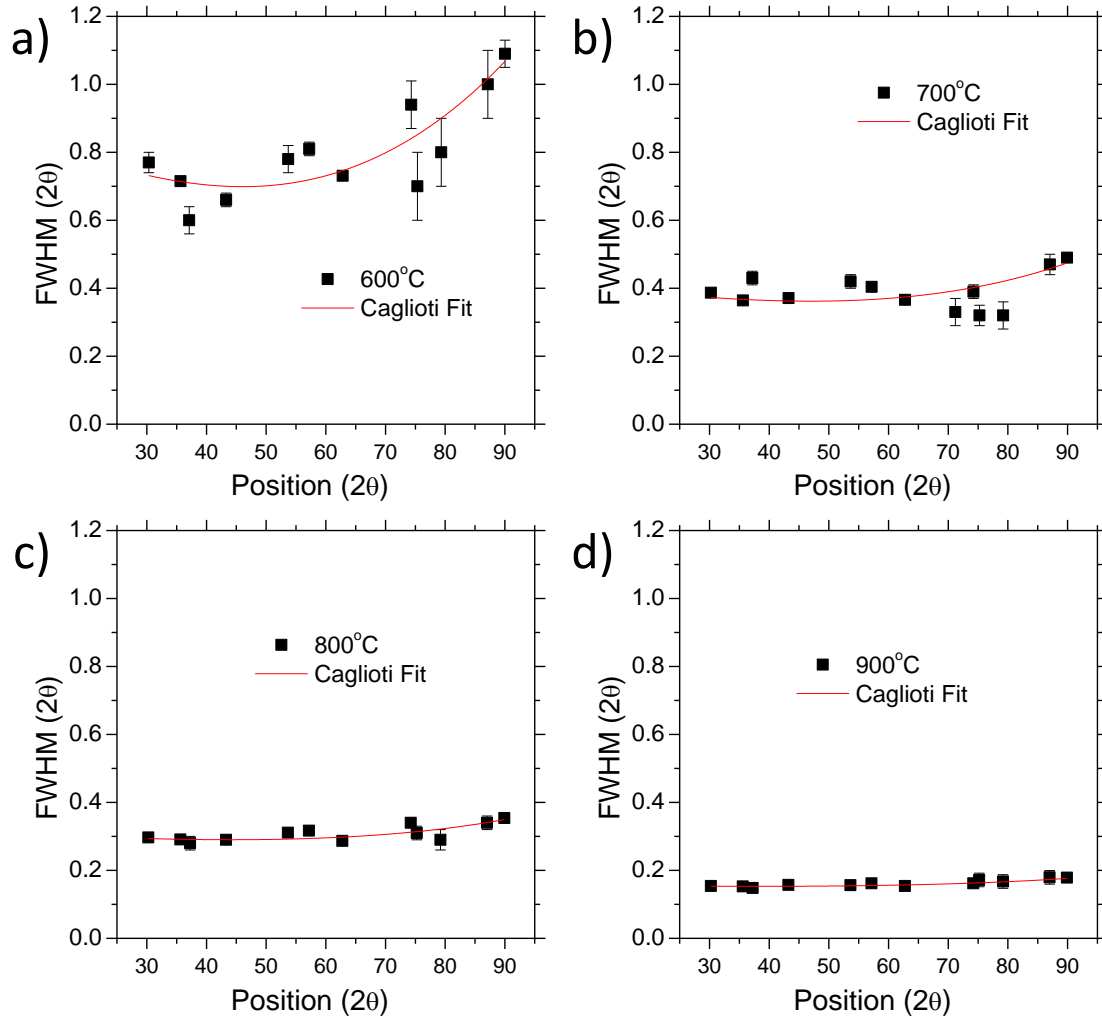 a)
1.2
1.0
0.8
0.6
0.4
0.2
0.0
FWHM (2θ)
600°C
Caglioti Fit
30 40 50 60 70 80 90
Position (2θ)
b)
1.2
1.0
0.8
0.6
0.4
0.2
0.0
FWHM (2θ)
700°C
Caglioti Fit
30 40 50 60 70 80 90
Position (2θ)
c)
1.2
1.0
0.8
0.6
0.4
0.2
0.0
FWHM (2θ)
800°C
Caglioti Fit
30 40 50 60 70 80 90
Position (2θ)
d)
1.2
1.0
0.8
0.6
0.4
0.2
0.0
FWHM (2θ)
900°C
Caglioti Fit
30 40 50 60 70 80 90
Position (2θ)